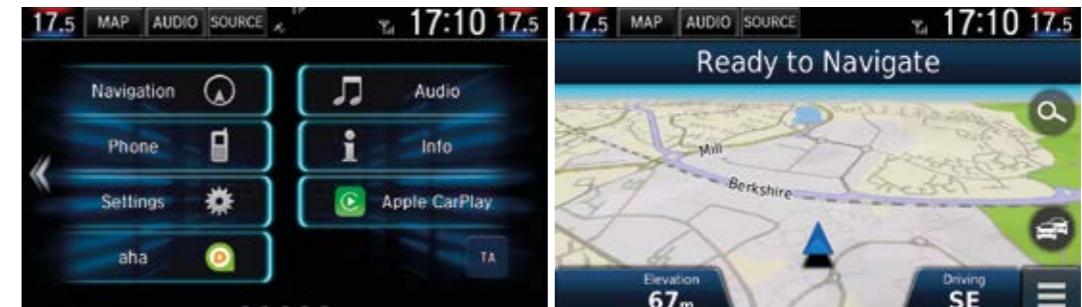 17.5 MAP AUDIO SOURCE 17:10 17.5
Navigation
Audio
Phone
Info
Settings
Apple CarPlay
aha
TA
17.5 MAP AUDIO SOURCE 17:10 17.5
Ready to Navigate
Mill
Berkshire
Elevation
67m
Driving
SE